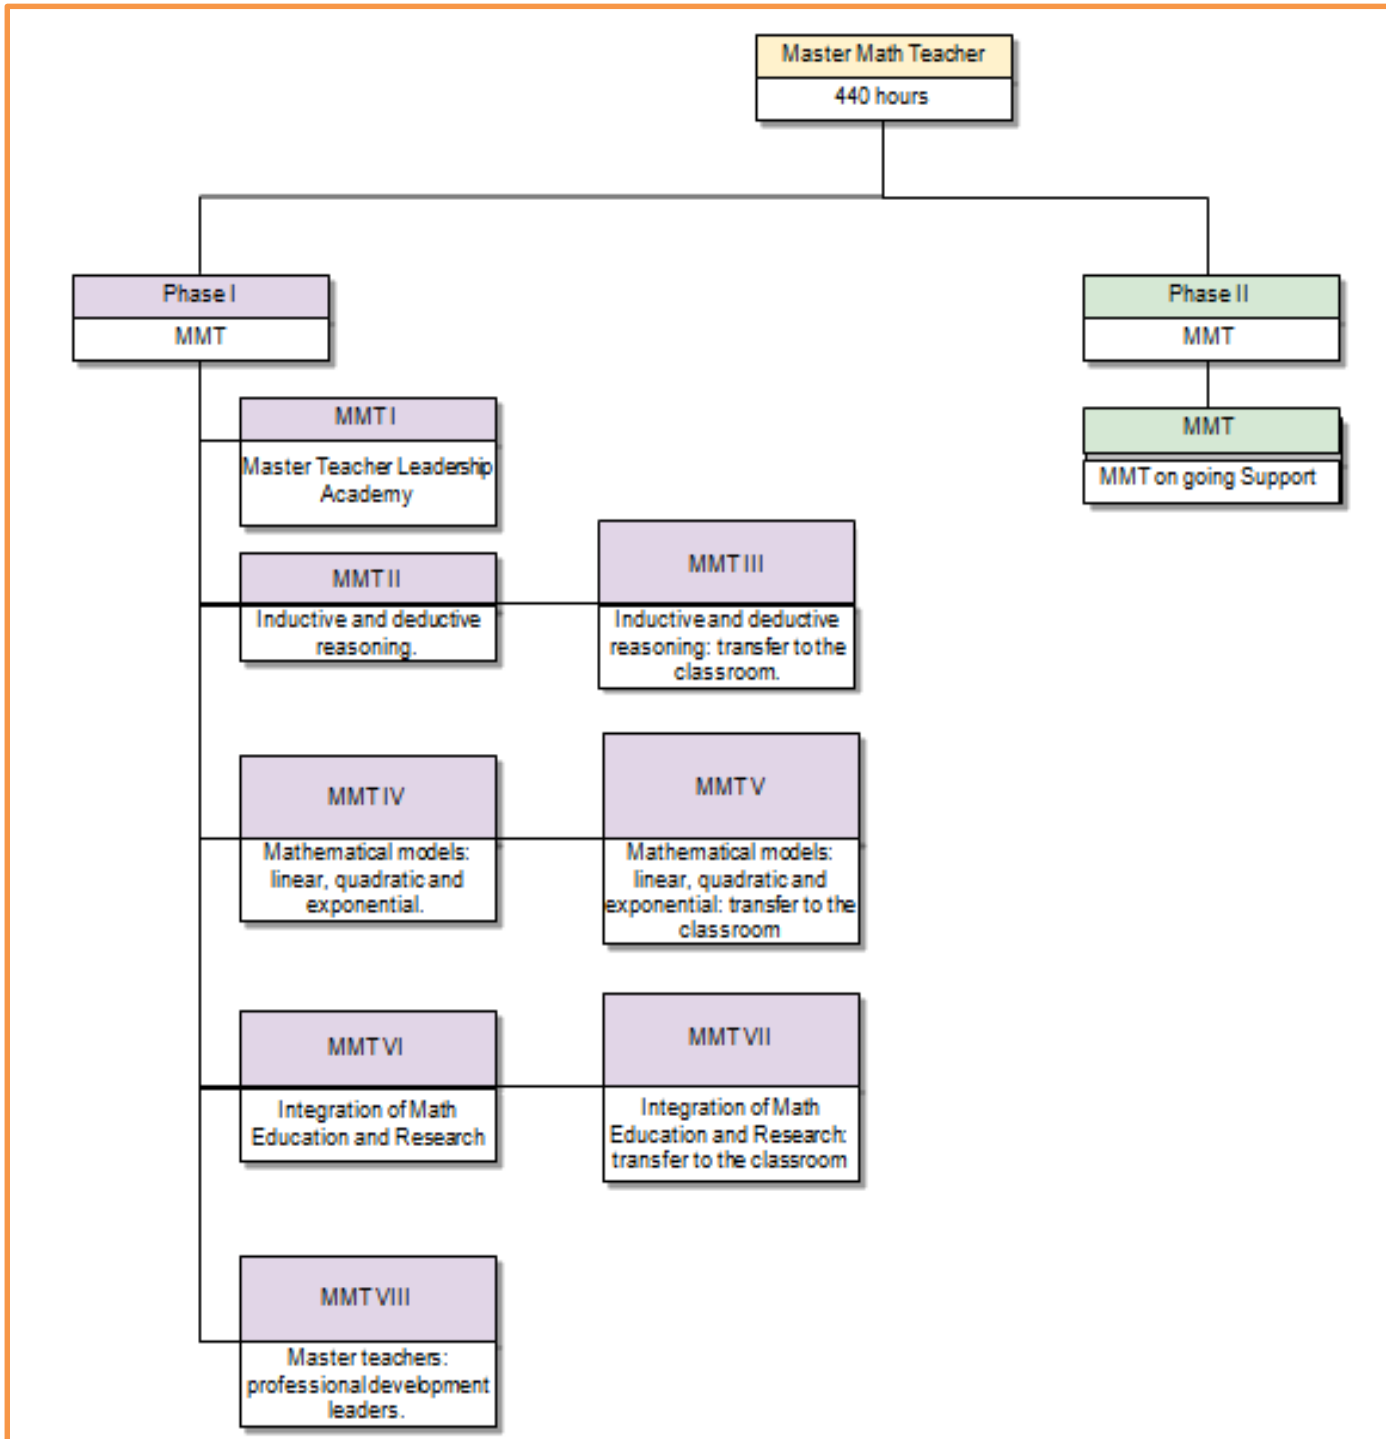 Master Math Teacher
440 hours
Phase I
MMT
Phase II
MMT
MMT I
Master Teacher Leadership
Academy
MMT
MMT on going Support
MMT II
Inductive and deductive
reasoning.
MMT III
Inductive and deductive
reasoning: transfer to the
classroom.
MMT IV
Mathematical models:
linear, quadratic and
exponential.
MMT V
Mathematical models:
linear, quadratic and
exponential: transfer to the
classroom
MMT VI
Integration of Math
Education and Research
MMT VII
Integration of Math
Education and Research:
transfer to the classroom
MMT VIII
Master teachers:
professional development
leaders.